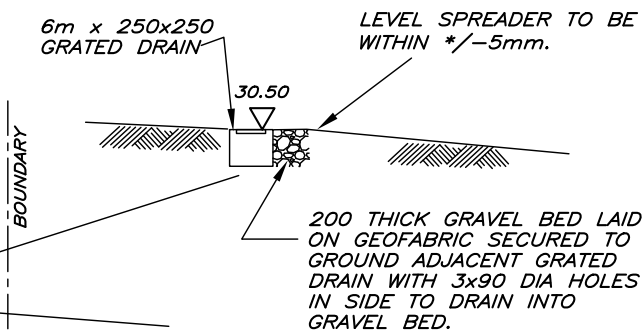 6m x 250x250
GRATED DRAIN
LEVEL SPREADER TO BE
WITHIN */-5mm.
30.50
BOUNDARY
200 THICK GRAVEL BED LAID
ON GEOFABRIC SECURED TO
GROUND ADJACENT GRATED
DRAIN WITH 3x90 DIA HOLES
IN SIDE TO DRAIN INTO
GRAVEL BED.